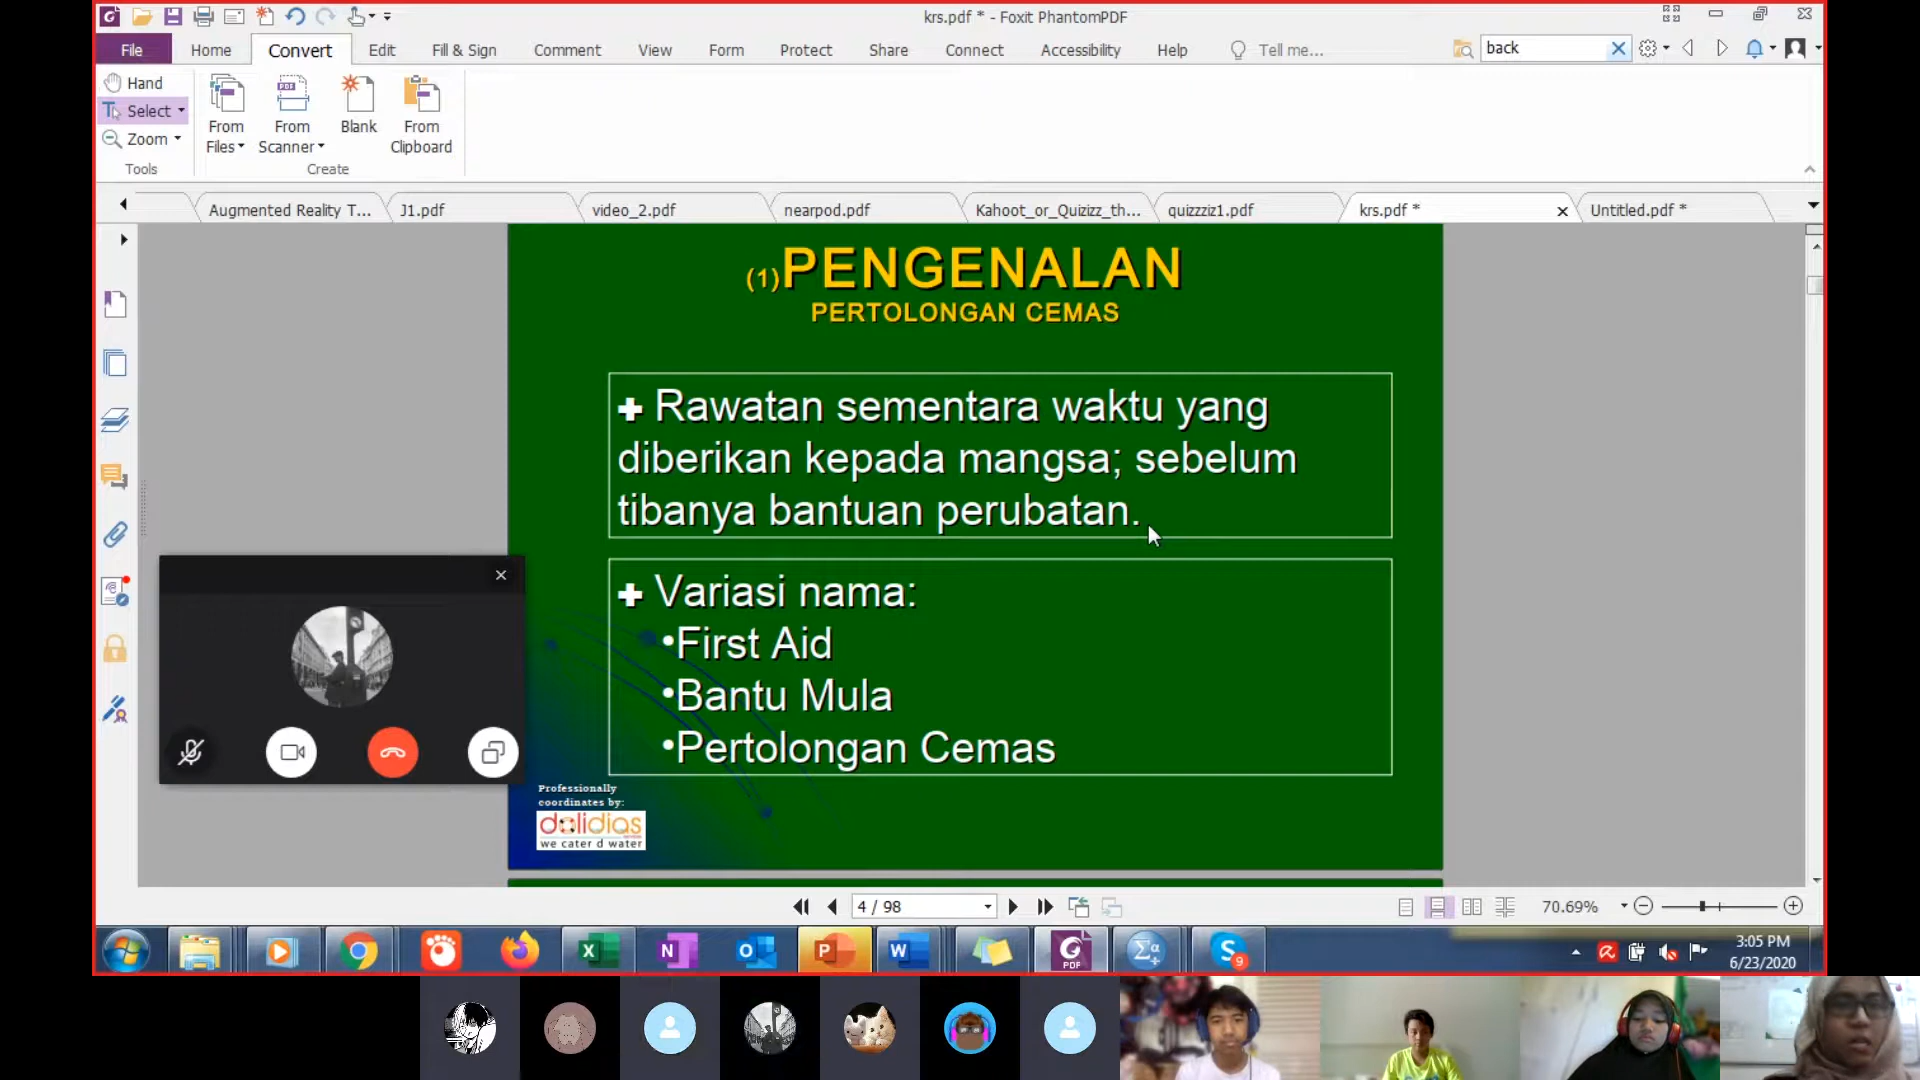 krs.pdf * - Foxit PhantomPDF
File Home Convert Edit Fill & Sign Comment View Form Protect Share Connect Accessibility Help Tell me... back
Hand
Select
Zoom
Tools
From Files
From Scanner
Blank
From Clipboard
Create
Augmented Reality T... J1.pdf video_2.pdf nearpod.pdf Kahoot_or_Quizizz_th... quizzziz1.pdf krs.pdf * Untitled.pdf *
(1)PENGENALAN
PERTOLONGAN CEMAS
Rawatan sementara waktu yang
diberikan kepada mangsa; sebelum
tibanya bantuan perubatan.
Variasi nama:
•First Aid
•Bantu Mula
•Pertolongan Cemas
Professionally
coordinates by:
dolidias
we cater d water
4 / 98
70.69%
3:05 PM
6/23/2020